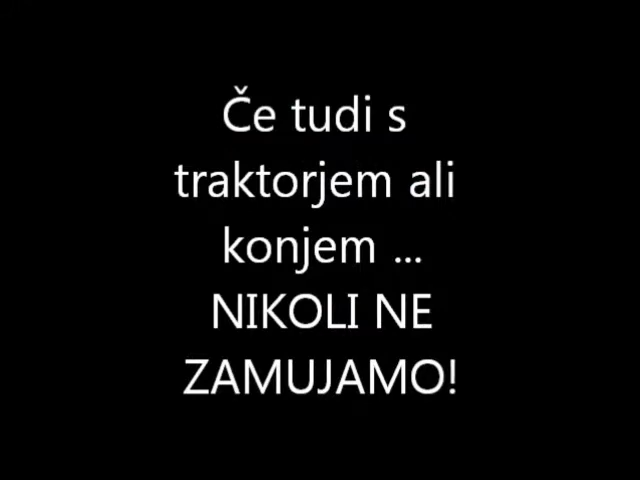 Če tudi s
traktorjem ali
konjem ...
NIKOLI NE
ZAMUJAMO!